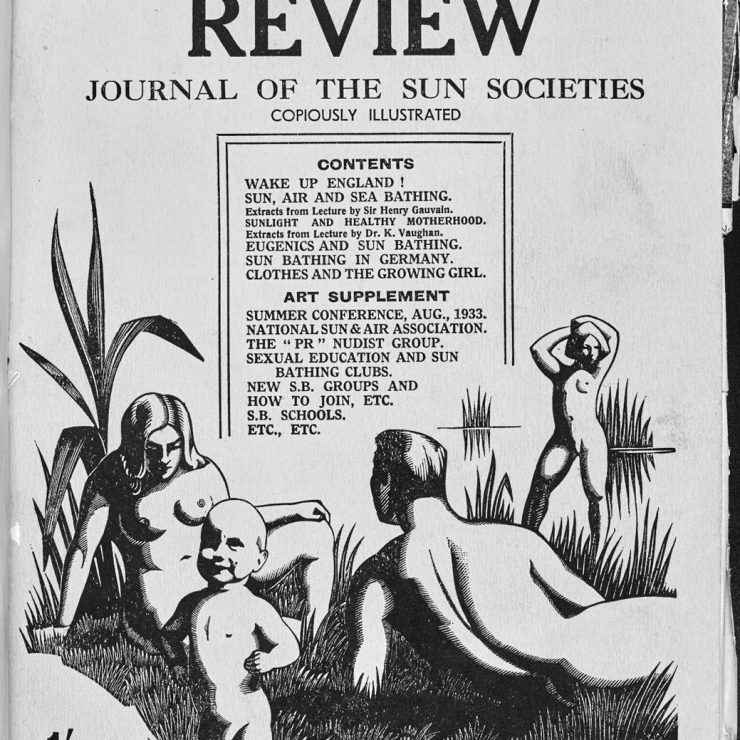 REVIEW
JOURNAL OF THE SUN SOCIETIES
COPIOUSLY ILLUSTRATED
CONTENTS
WAKE UP ENGLAND !
SUN, AIR AND SEA BATHING.
Extracts from Lecture by Sir Henry Gauvain.
SUNLIGHT AND HEALTHY MOTHERHOOD.
Extracts from Lecture by Dr. K. Vaughan.
EUGENICS AND SUN BATHING.
SUN BATHING IN GERMANY.
CLOTHES AND THE GROWING GIRL.
ART SUPPLEMENT
SUMMER CONFERENCE, AUG., 1933.
NATIONAL SUN & AIR ASSOCIATION.
THE "PR" NUDIST GROUP.
SEXUAL EDUCATION AND SUN
BATHING CLUBS.
NEW S.B. GROUPS AND
HOW TO JOIN, ETC.
S.B. SCHOOLS.
ETC., ETC.